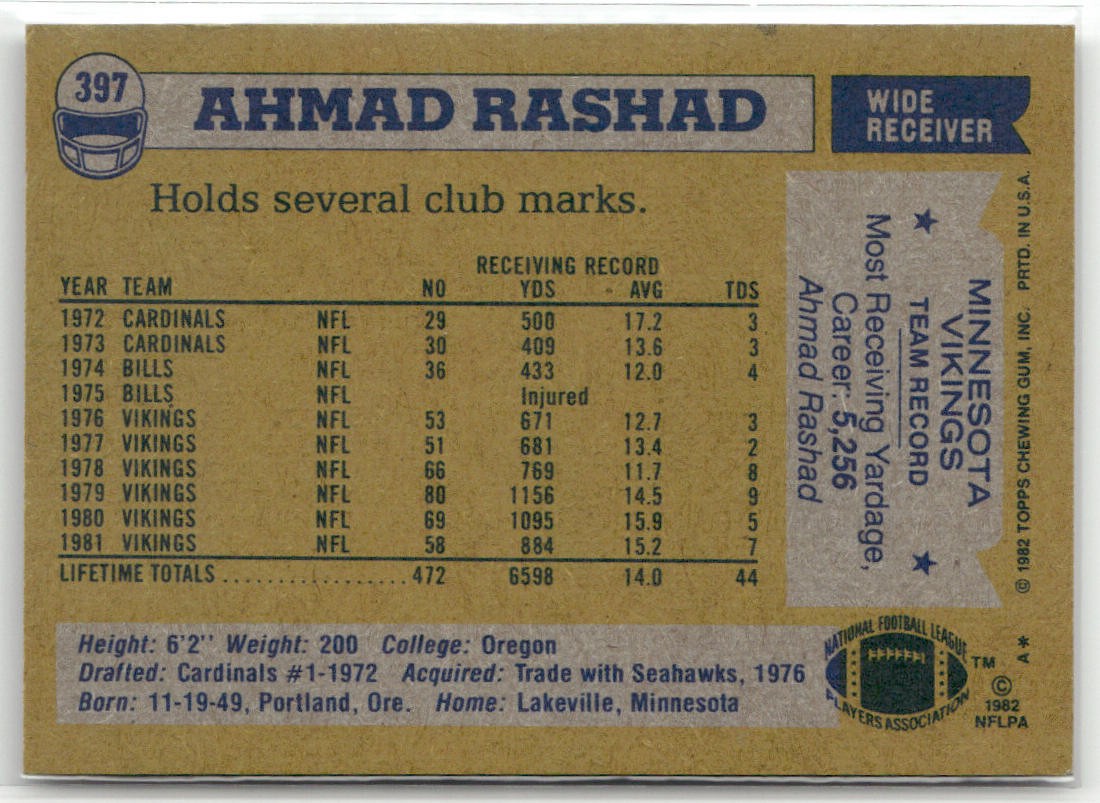 397
AHMAD RASHAD
WIDE
RECEIVER
Holds several club marks.
RECEIVING RECORD
YEAR TEAM NO YDS AVG TDS
1972 CARDINALS NFL 29 500 17.2 3
1973 CARDINALS NFL 30 409 13.6 3
1974 BILLS NFL 36 433 12.0 4
1975 BILLS NFL Injured
1976 VIKINGS NFL 53 671 12.7 3
1977 VIKINGS NFL 51 681 13.4 2
1978 VIKINGS NFL 66 769 11.7 8
1979 VIKINGS NFL 80 1156 14.5 9
1980 VIKINGS NFL 69 1095 15.9 5
1981 VIKINGS NFL 58 884 15.2 7
LIFETIME TOTALS................472 6598 14.0 44
MINNESOTA
VIKINGS
★ TEAM RECORD ★
Most Receiving Yardage,
Career: 5,256
Ahmad Rashad
© 1982 TOPPS CHEWING GUM, INC. PRTD. IN U.S.A.
Height: 6'2'' Weight: 200 College: Oregon
Drafted: Cardinals #1-1972 Acquired: Trade with Seahawks, 1976
Born: 11-19-49, Portland, Ore. Home: Lakeville, Minnesota
NATIONAL FOOTBALL LEAGUE
PLAYERS ASSOCIATION
TM
©
1982
NFLPA
A*